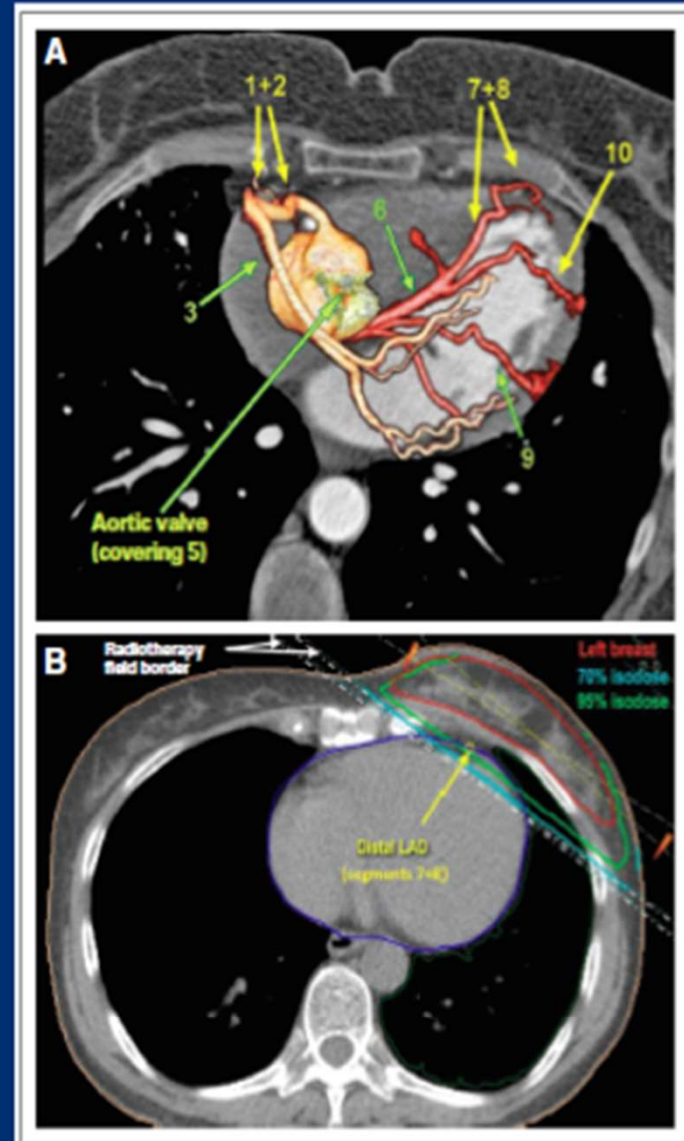 A
1+2
7+8
10
6
3
9
Aortic valve
(covering 5)
B
Radiotherapy
field border
Left breast
70% isodose
95% isodose
Distal LAD
(segments 7+8)